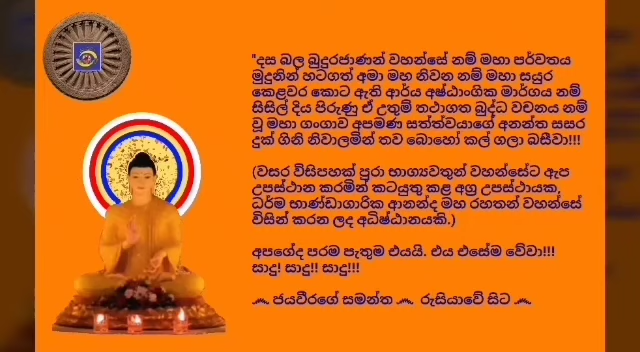 "දස බල බුදුරජාණන් වහන්සේ නම් මහා පර්වතය
මුදුනින් හටගත් අමා මහ නිවන නම් මහා සයුර
කෙළවර කොට ඇති ආර්ය අෂ්ඨාංගික මාර්ගය නම්
සිසිල් දිය පිරුණු ඒ උතුම් තථාගත බුද්ධ වචනය නම්
වූ මහා ගංගාව අපමණ සත්ත්වයාගේ අනන්ත සසර
දුක් ගිනි නිවාලමින් තව බොහෝ කල් ගලා බසීවා!!!
(වසර විසිපහක් පුරා භාග්‍යවතුන් වහන්සේට ඇප
උපස්ථාන කරමින් කටයුතු කළ අග්‍ර උපස්ථායක,
ධර්ම භාණ්ඩාගාරික ආනන්ද මහ රහතන් වහන්සේ
විසින් කරන ලද අධිෂ්ඨානයකි.)
අපගේද පරම පැතුම එයයි. එය එසේම වේවා!!!
සාදු! සාදු!! සාදු!!!
ජයවීරගේ සමන්ත රුසියාවේ සිට